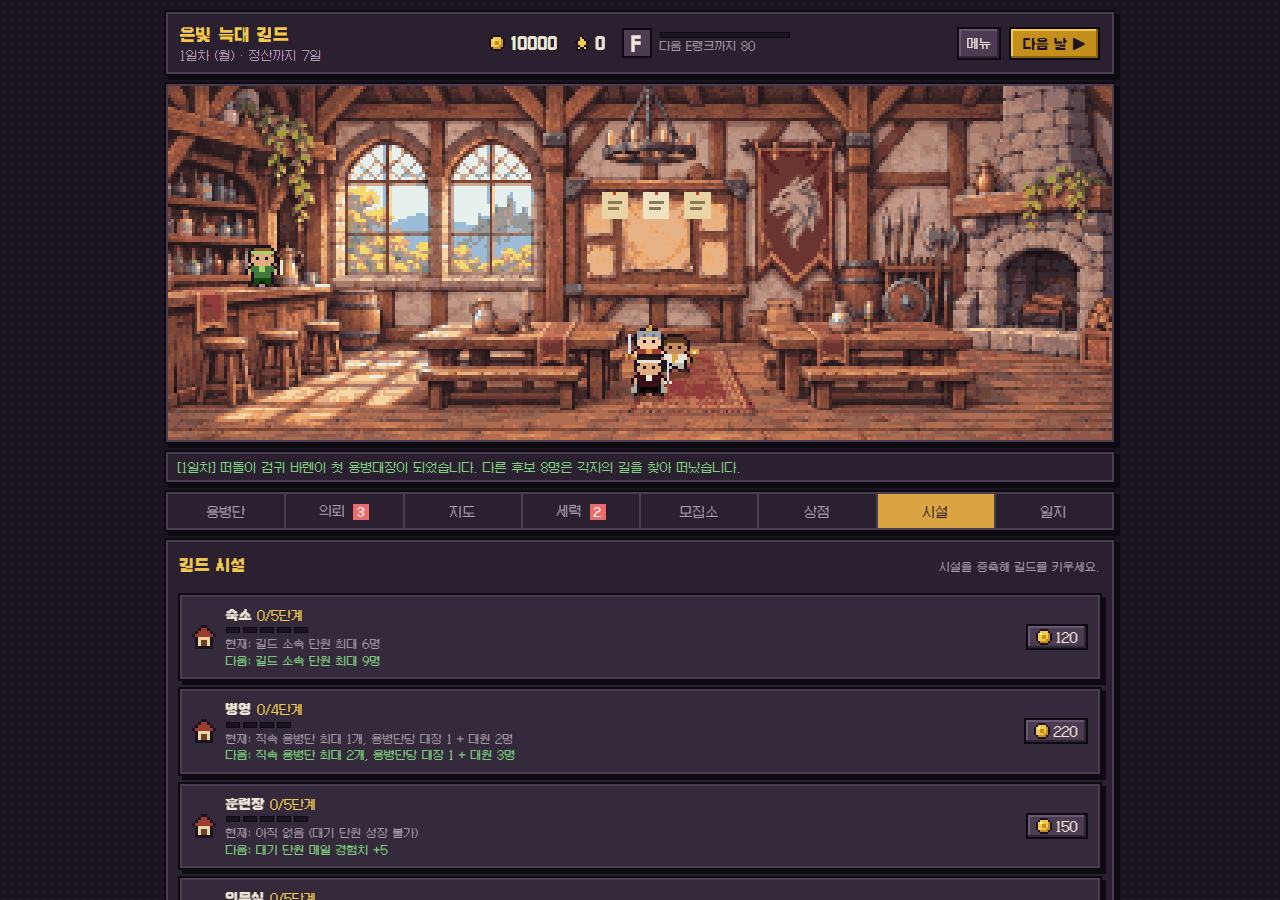 은빛 늑대 길드
1일차 (월) · 정산까지 7일
10000
0
F
다음 E랭크까지 80
메뉴
다음 날 ▶
[1일차] 떠돌이 검귀 바렌이 첫 용병대장이 되었습니다. 다른 후보 8명은 각자의 길을 찾아 떠났습니다.
용병단
의뢰 3
지도
세력 2
모집소
상점
시설
일지
길드 시설
시설을 증축해 길드를 키우세요.
숙소 0/5단계
현재: 길드 소속 단원 최대 6명
다음: 길드 소속 단원 최대 9명
120
병영 0/4단계
현재: 직속 용병단 최대 1개, 용병단당 대장 1 + 대원 2명
다음: 직속 용병단 최대 2개, 용병단당 대장 1 + 대원 3명
220
훈련장 0/5단계
현재: 아직 없음 (대기 단원 성장 불가)
다음: 대기 단원 매일 경험치 +5
150
의무실 0/5단계